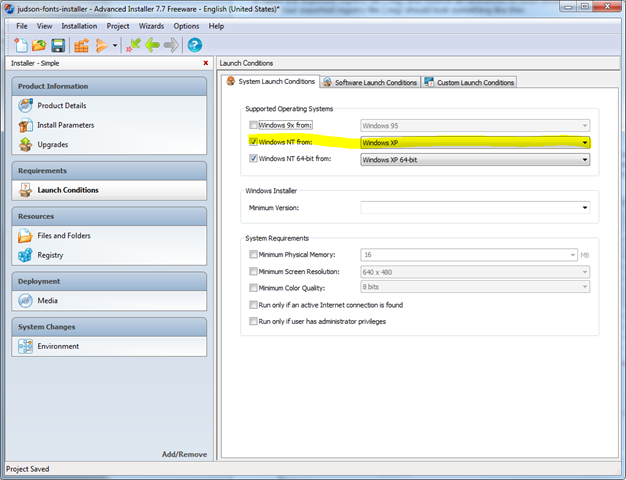 judson-fonts-installer - Advanced Installer 7.7 Freeware - English (United States)*
File View Installation Project Wizards Options Help
Installer - Simple
Product Information
Product Details
Install Parameters
Upgrades
Requirements
Launch Conditions
Resources
Files and Folders
Registry
Deployment
Media
System Changes
Environment
Add/Remove
Launch Conditions
System Launch Conditions Software Launch Conditions Custom Launch Conditions
Supported Operating Systems
Windows 9x from: Windows 95
Windows NT from: Windows XP
Windows NT 64-bit from: Windows XP 64-bit
Windows Installer
Minimum Version:
System Requirements
Minimum Physical Memory: 16 MB
Minimum Screen Resolution: 640 x 480
Minimum Color Quality: 8 bits
Run only if an active Internet connection is found
Run only if user has administrator privileges
Project Saved